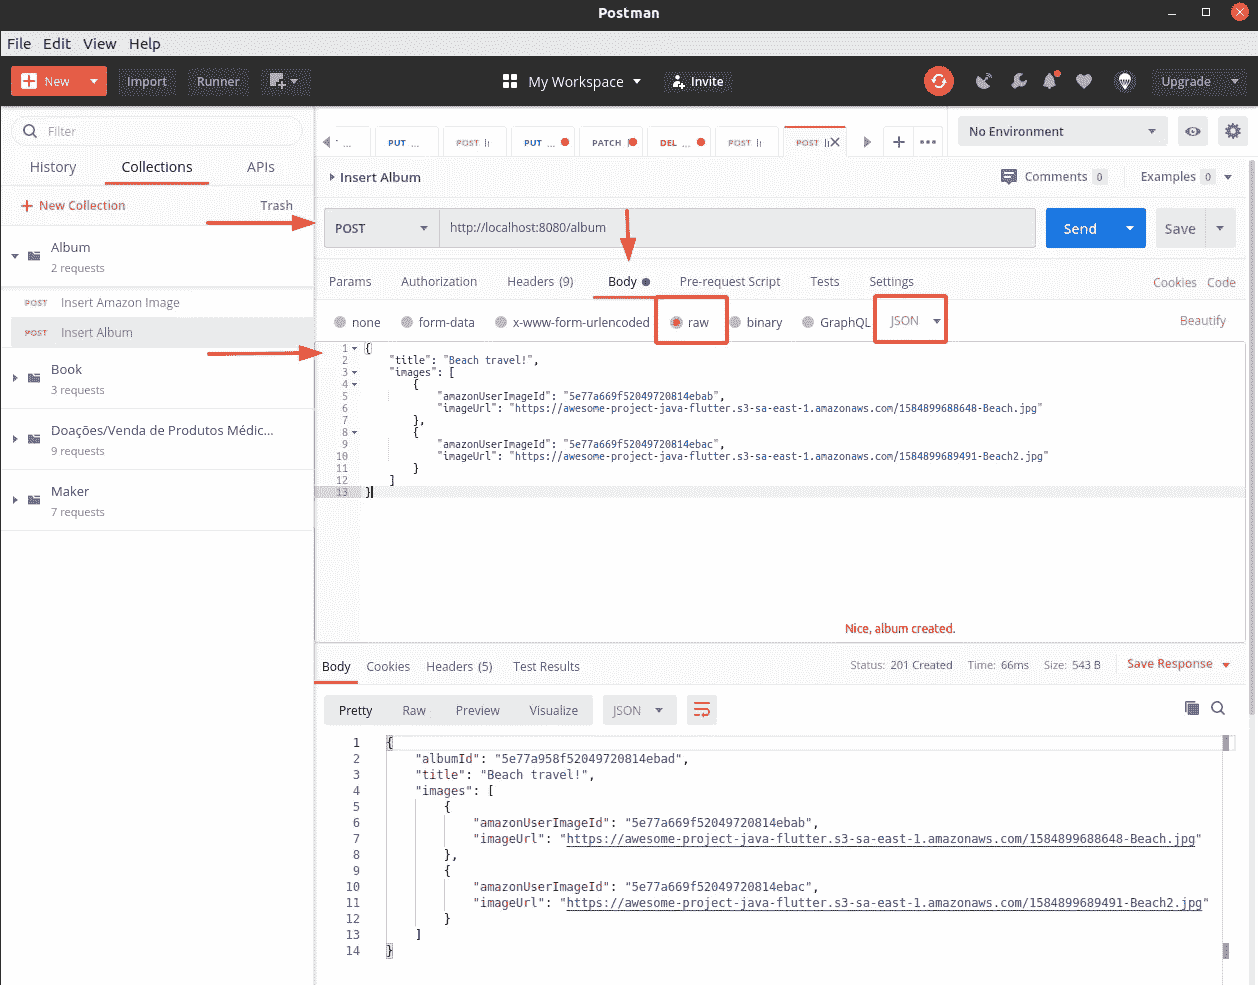 Postman
File Edit View Help
New Import Runner My Workspace Invite Upgrade
Filter
History Collections APIs
New Collection Trash
Album
2 requests
POST Insert Amazon Image
POST Insert Album
Book
3 requests
Doações/Venda de Produtos Médic...
9 requests
Maker
7 requests
... PUT ... POST PUT ... PATCH DEL ... POST POST ••• No Environment
Insert Album Comments 0 Examples 0
POST http://localhost:8080/album Send Save
Params Authorization Headers (9) Body Pre-request Script Tests Settings Cookies Code
none form-data x-www-form-urlencoded raw binary GraphQL JSON Beautify
1 {
2 "title": "Beach travel!",
3 "images": [
4 {
5 "amazonUserImageId": "5e77a669f52049720814ebab",
6 "imageUrl": "https://awesome-project-java-flutter.s3-sa-east-1.amazonaws.com/1584899688648-Beach.jpg"
7 },
8 {
9 "amazonUserImageId": "5e77a669f52049720814ebac",
10 "imageUrl": "https://awesome-project-java-flutter.s3-sa-east-1.amazonaws.com/1584899689491-Beach2.jpg"
11 }
12 ]
13 }
Nice, album created.
Body Cookies Headers (5) Test Results Status: 201 Created Time: 66ms Size: 543 B Save Response
Pretty Raw Preview Visualize JSON
1 {
2 "albumId": "5e77a958f52049720814ebad",
3 "title": "Beach travel!",
4 "images": [
5 {
6 "amazonUserImageId": "5e77a669f52049720814ebab",
7 "imageUrl": "https://awesome-project-java-flutter.s3-sa-east-1.amazonaws.com/1584899688648-Beach.jpg"
8 },
9 {
10 "amazonUserImageId": "5e77a669f52049720814ebac",
11 "imageUrl": "https://awesome-project-java-flutter.s3-sa-east-1.amazonaws.com/1584899689491-Beach2.jpg"
12 }
13 ]
14 }